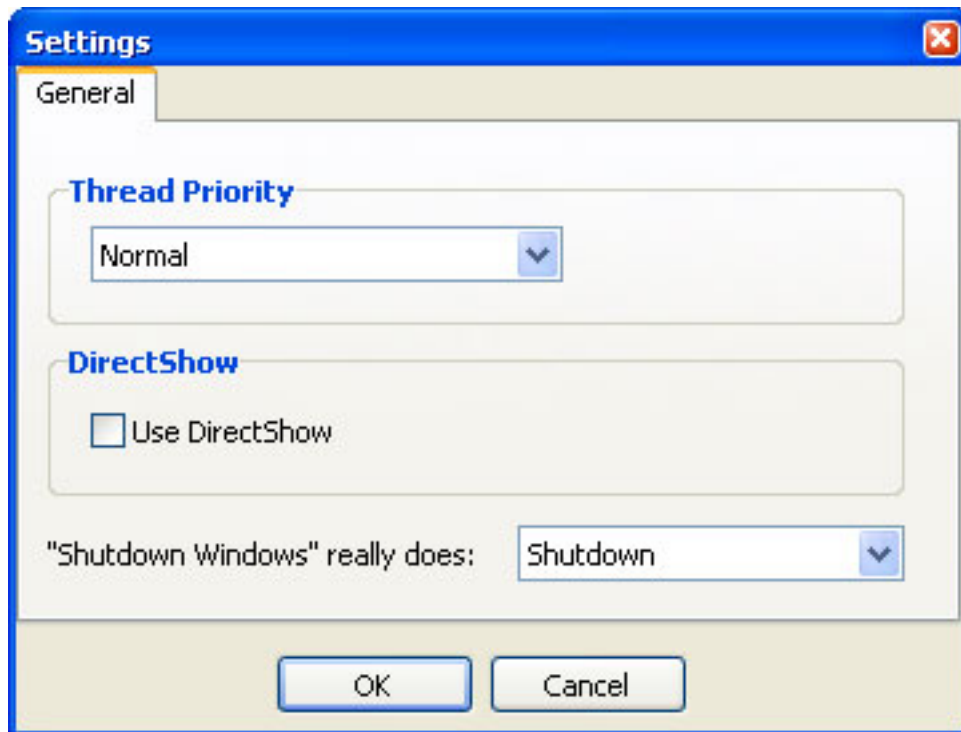 Settings
General
Thread Priority
Normal
DirectShow
Use DirectShow
"Shutdown Windows" really does: Shutdown
OK Cancel